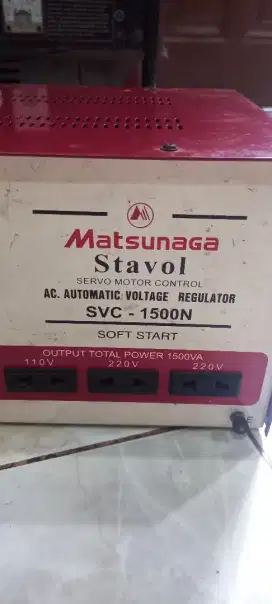 Matsunaga
Stavol
SERVO MOTOR CONTROL
AC. AUTOMATIC VOLTAGE REGULATOR
SVC - 1500N
SOFT START
OUTPUT TOTAL POWER 1500VA
110V 220V 220V